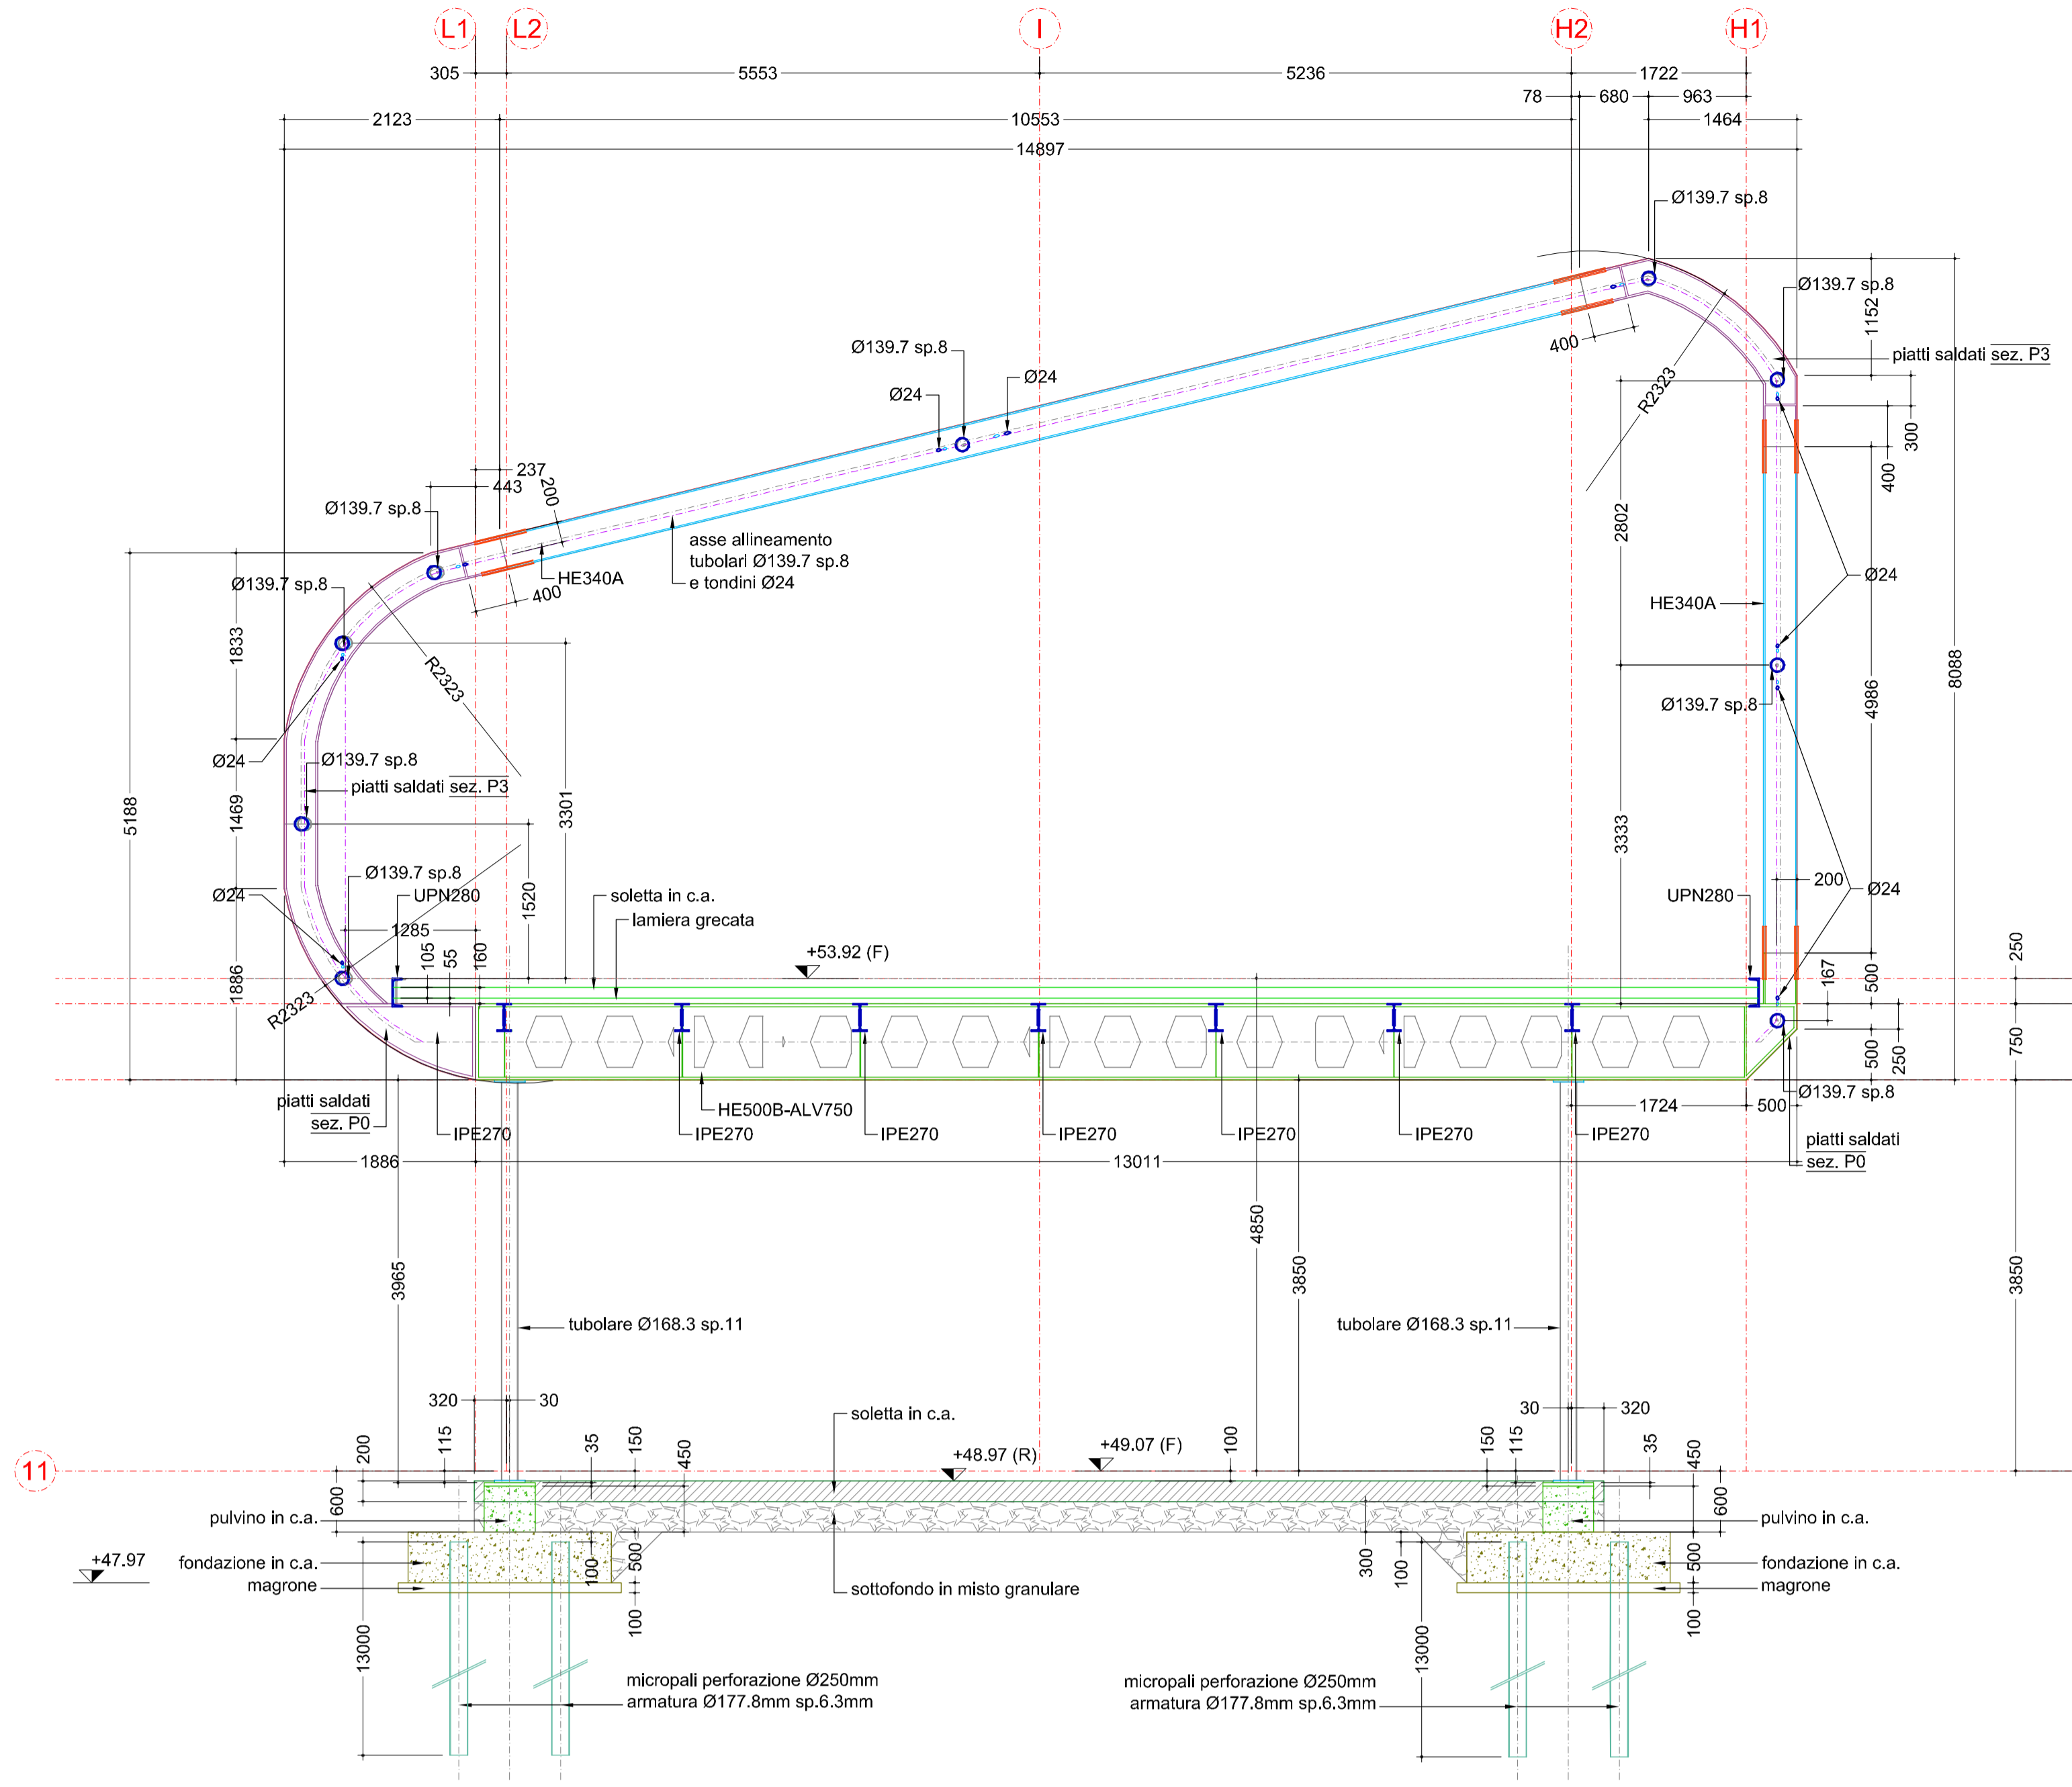 L1
L2
I
H2
H1
305
5553
5236
1722
78
680
963
2123
10553
1464
14897
Ø139.7 sp.8
Ø139.7 sp.8
1152
piatti saldati sez. P3
R2323
400
300
400
Ø139.7 sp.8
Ø24
Ø24
237
443
200
Ø139.7 sp.8
asse allineamento
tubolari Ø139.7 sp.8
e tondini Ø24
HE340A
400
Ø139.7 sp.8
R2323
2802
Ø24
HE340A
8088
1833
4986
Ø139.7 sp.8
Ø24
Ø139.7 sp.8
piatti saldati sez. P3
5188
1469
3301
3333
Ø139.7 sp.8
Ø24
UPN280
soletta in c.a.
lamiera grecata
1520
200
Ø24
UPN280
1285
105
55
160
+53.92 (F)
1886
R2323
500
167
250
500
250
750
Ø139.7 sp.8
piatti saldati
sez. P0
HE500B-ALV750
1724
500
IPE270
IPE270
IPE270
IPE270
IPE270
IPE270
IPE270
piatti saldati
sez. P0
1886
13011
4850
3850
3965
3850
tubolare Ø168.3 sp.11
tubolare Ø168.3 sp.11
320
30
30
320
soletta in c.a.
11
200
115
35
150
450
+48.97 (R)
+49.07 (F)
100
150
115
35
450
600
600
pulvino in c.a.
pulvino in c.a.
+47.97
fondazione in c.a.
magrone
100
500
sottofondo in misto granulare
300
100
500
fondazione in c.a.
magrone
100
100
13000
13000
micropali perforazione Ø250mm
armatura Ø177.8mm sp.6.3mm
micropali perforazione Ø250mm
armatura Ø177.8mm sp.6.3mm